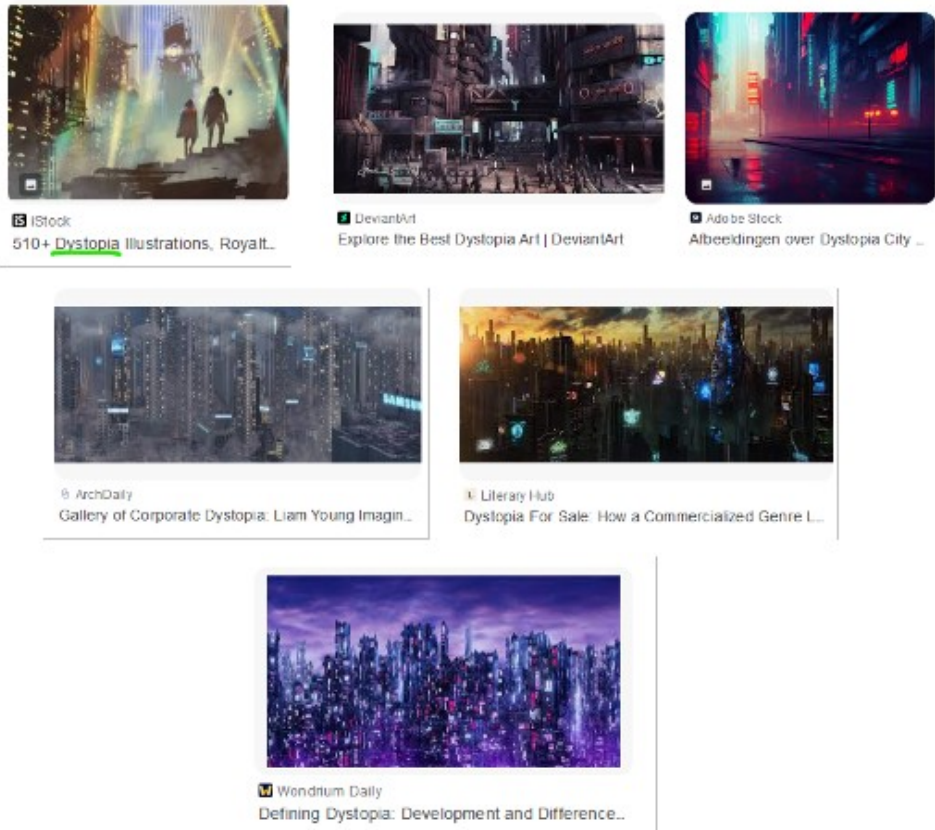 iStock
510+ Dystopia Illustrations, Royalt...
DeviantArt
Explore the Best Dystopia Art | DeviantArt
Adobe Stock
Afbeeldingen over Dystopia City ...
SAMSUN
ArchDaily
Gallery of Corporate Dystopia: Liam Young Imagin...
Literary Hub
Dystopia For Sale: How a Commercialized Genre L...
Wondrium Daily
Defining Dystopia: Development and Difference...